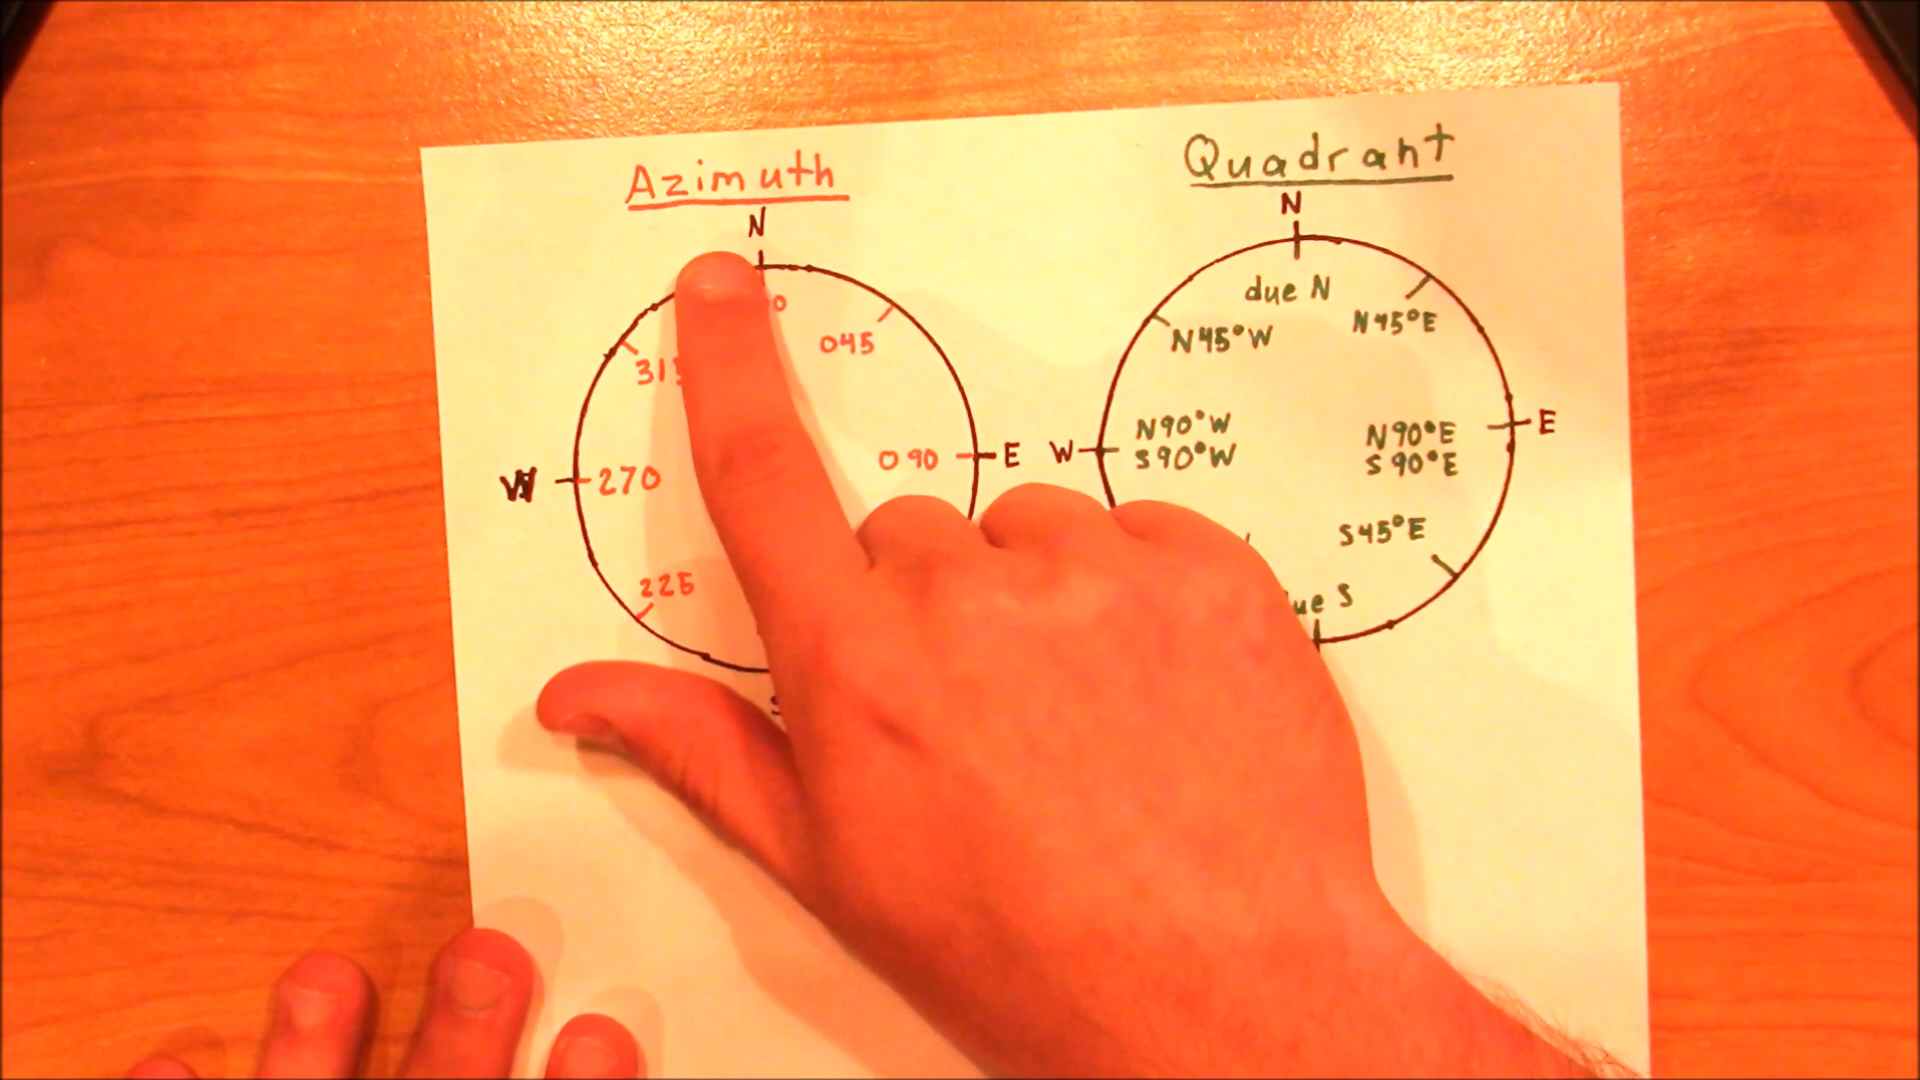 Azimuth
N
045
090
E
225
270
W
Quadrant
N
due N
N45°E
N90°E
S90°E
E
S45°E
S
N90°W
S90°W
W
N45°W